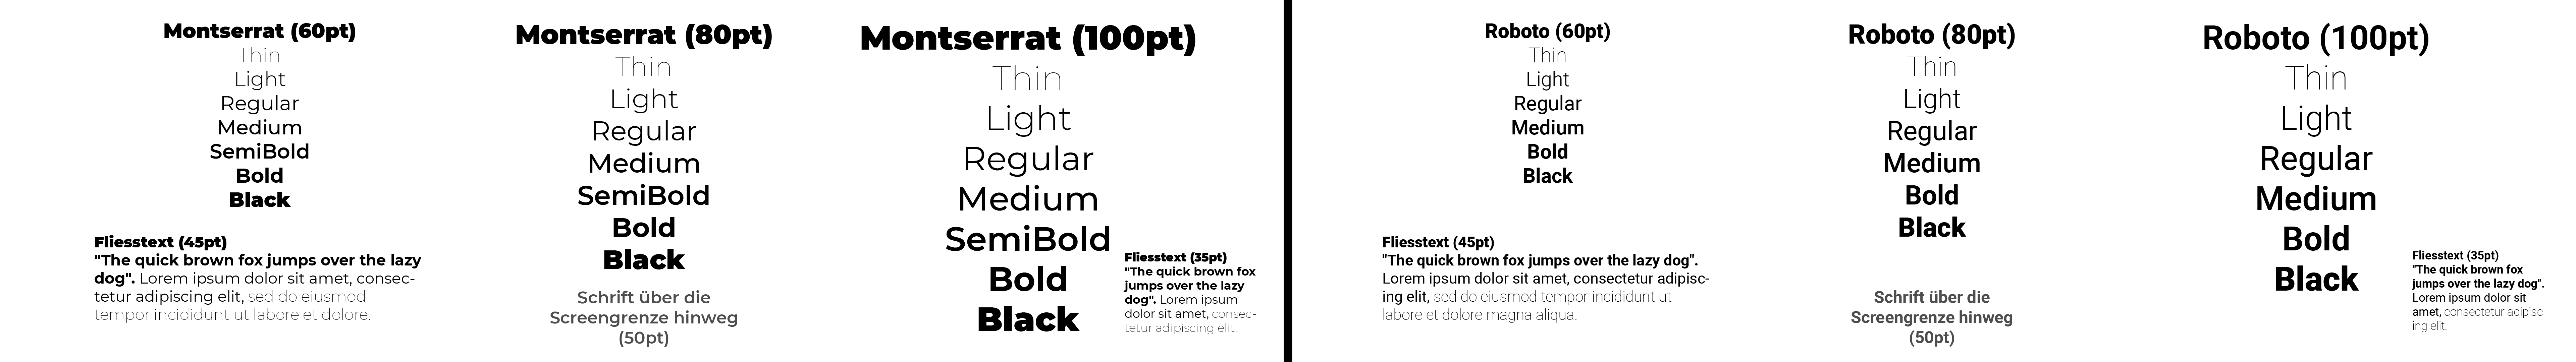 Montserrat (60pt)
Thin
Light
Regular
Medium
SemiBold
Bold
Black
Fliesstext (45pt)
"The quick brown fox jumps over the lazy
dog". Lorem ipsum dolor sit amet, consec-
tetur adipiscing elit, sed do eiusmod
tempor incididunt ut labore et dolore.
Montserrat (80pt)
Thin
Light
Regular
Medium
SemiBold
Bold
Black
Schrift über die
Screengrenze hinweg
(50pt)
Montserrat (100pt)
Thin
Light
Regular
Medium
SemiBold
Bold
Black
Fliesstext (35pt)
"The quick brown fox
jumps over the lazy
dog". Lorem ipsum
dolor sit amet, consec-
tetur adipiscing elit.
Roboto (60pt)
Thin
Light
Regular
Medium
Bold
Black
Fliesstext (45pt)
"The quick brown fox jumps over the lazy dog".
Lorem ipsum dolor sit amet, consectetur adipisc-
ing elit, sed do eiusmod tempor incididunt ut
labore et dolore magna aliqua.
Roboto (80pt)
Thin
Light
Regular
Medium
Bold
Black
Schrift über die
Screengrenze hinweg
(50pt)
Roboto (100pt)
Thin
Light
Regular
Medium
Bold
Black
Fliesstext (35pt)
"The quick brown fox
jumps over the lazy dog".
Lorem ipsum dolor sit
amet, consectetur adipisc-
ing elit.